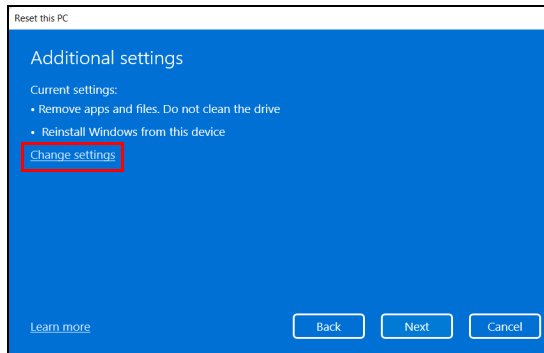 Reset this PC
Additional settings
Current settings:
• Remove apps and files. Do not clean the drive
• Reinstall Windows from this device
Change settings
Learn more
Back
Next
Cancel